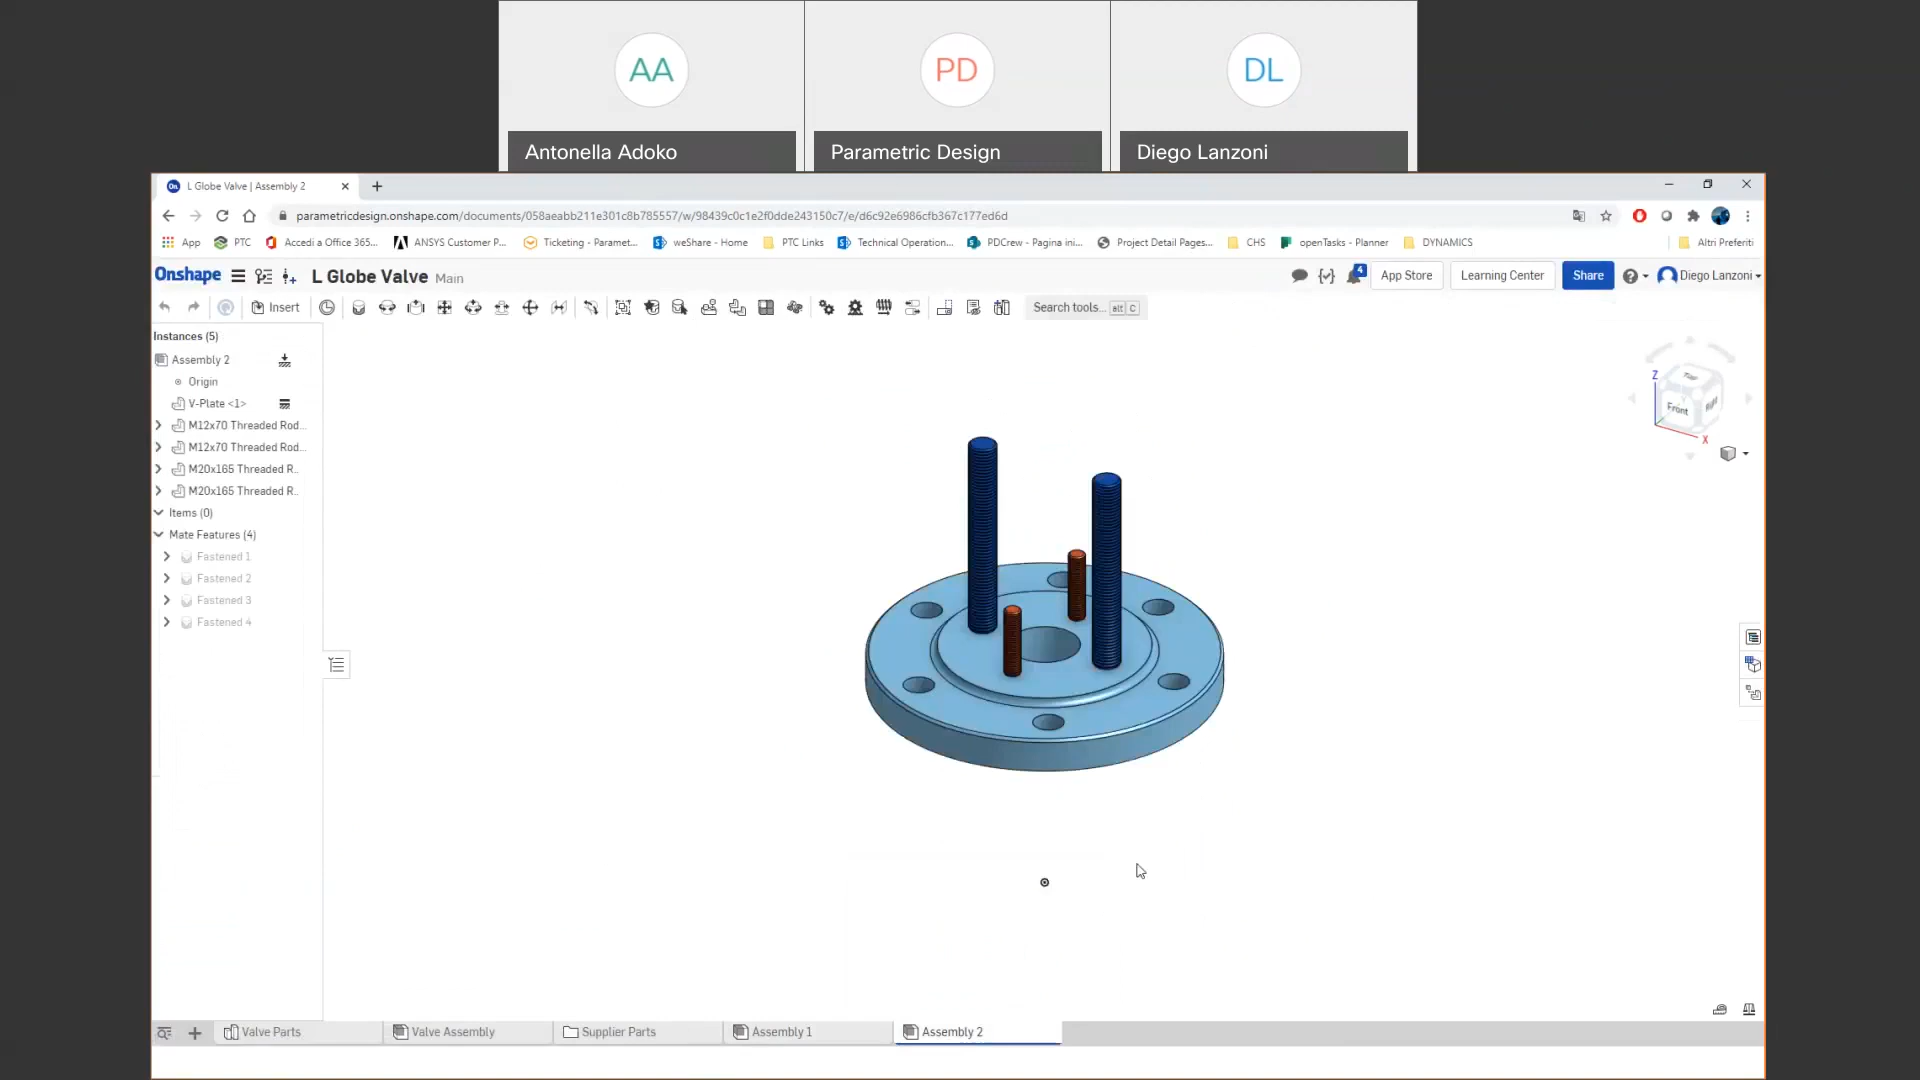 AA
PD
DL
Antonella Adoko
Parametric Design
Diego Lanzoni
On
L Globe Valve | Assembly 2
parametricdesign.onshape.com/documents/058aeabb211e301c8b785557/w/98439c0c1e2f0dde243150c7/e/d6c92e6986cfb367c177ed6d
App
PTC
Accedi a Office 365...
ANSYS Customer P...
Ticketing - Paramet...
weShare - Home
PTC Links
Technical Operation...
PDCrew - Pagina ini...
Project Detail Pages...
CHS
openTasks - Planner
DYNAMICS
Altri Preferiti
Onshape
L Globe Valve Main
4
App Store
Learning Center
Share
Diego Lanzoni
Insert
Search tools... alt C
Instances (5)
Assembly 2
Origin
V-Plate <1>
M12x70 Threaded Rod...
M12x70 Threaded Rod...
M20x165 Threaded R...
M20x165 Threaded R...
Items (0)
Mate Features (4)
Fastened 1
Fastened 2
Fastened 3
Fastened 4
Z
Top
Front
Right
X
Valve Parts
Valve Assembly
Supplier Parts
Assembly 1
Assembly 2